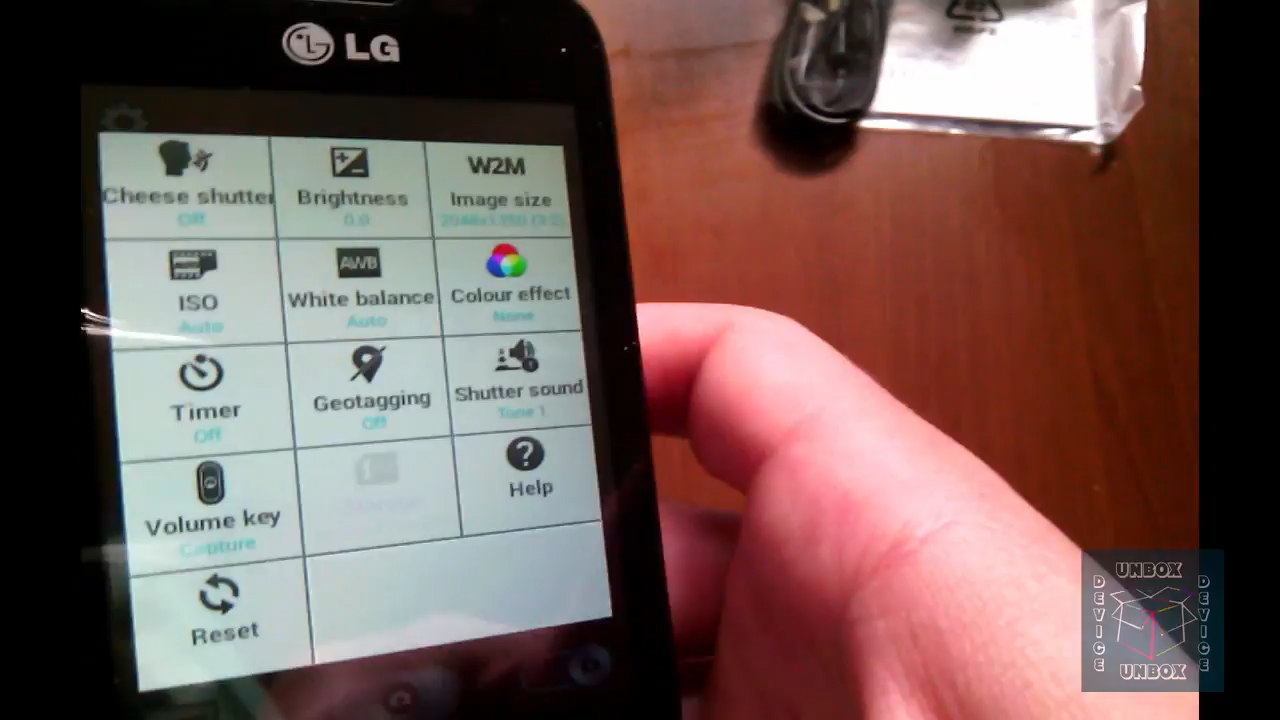 LG
Cheese shutter
Off
Brightness
0.0
W2M
Image size
ISO
Auto
AWB
White balance
Auto
Colour effect
None
Timer
Off
Geotagging
Off
Shutter sound
Tone 1
Volume key
Capture
Help
Reset
UNBOX
DEVICE
DEVICE
UNBOX